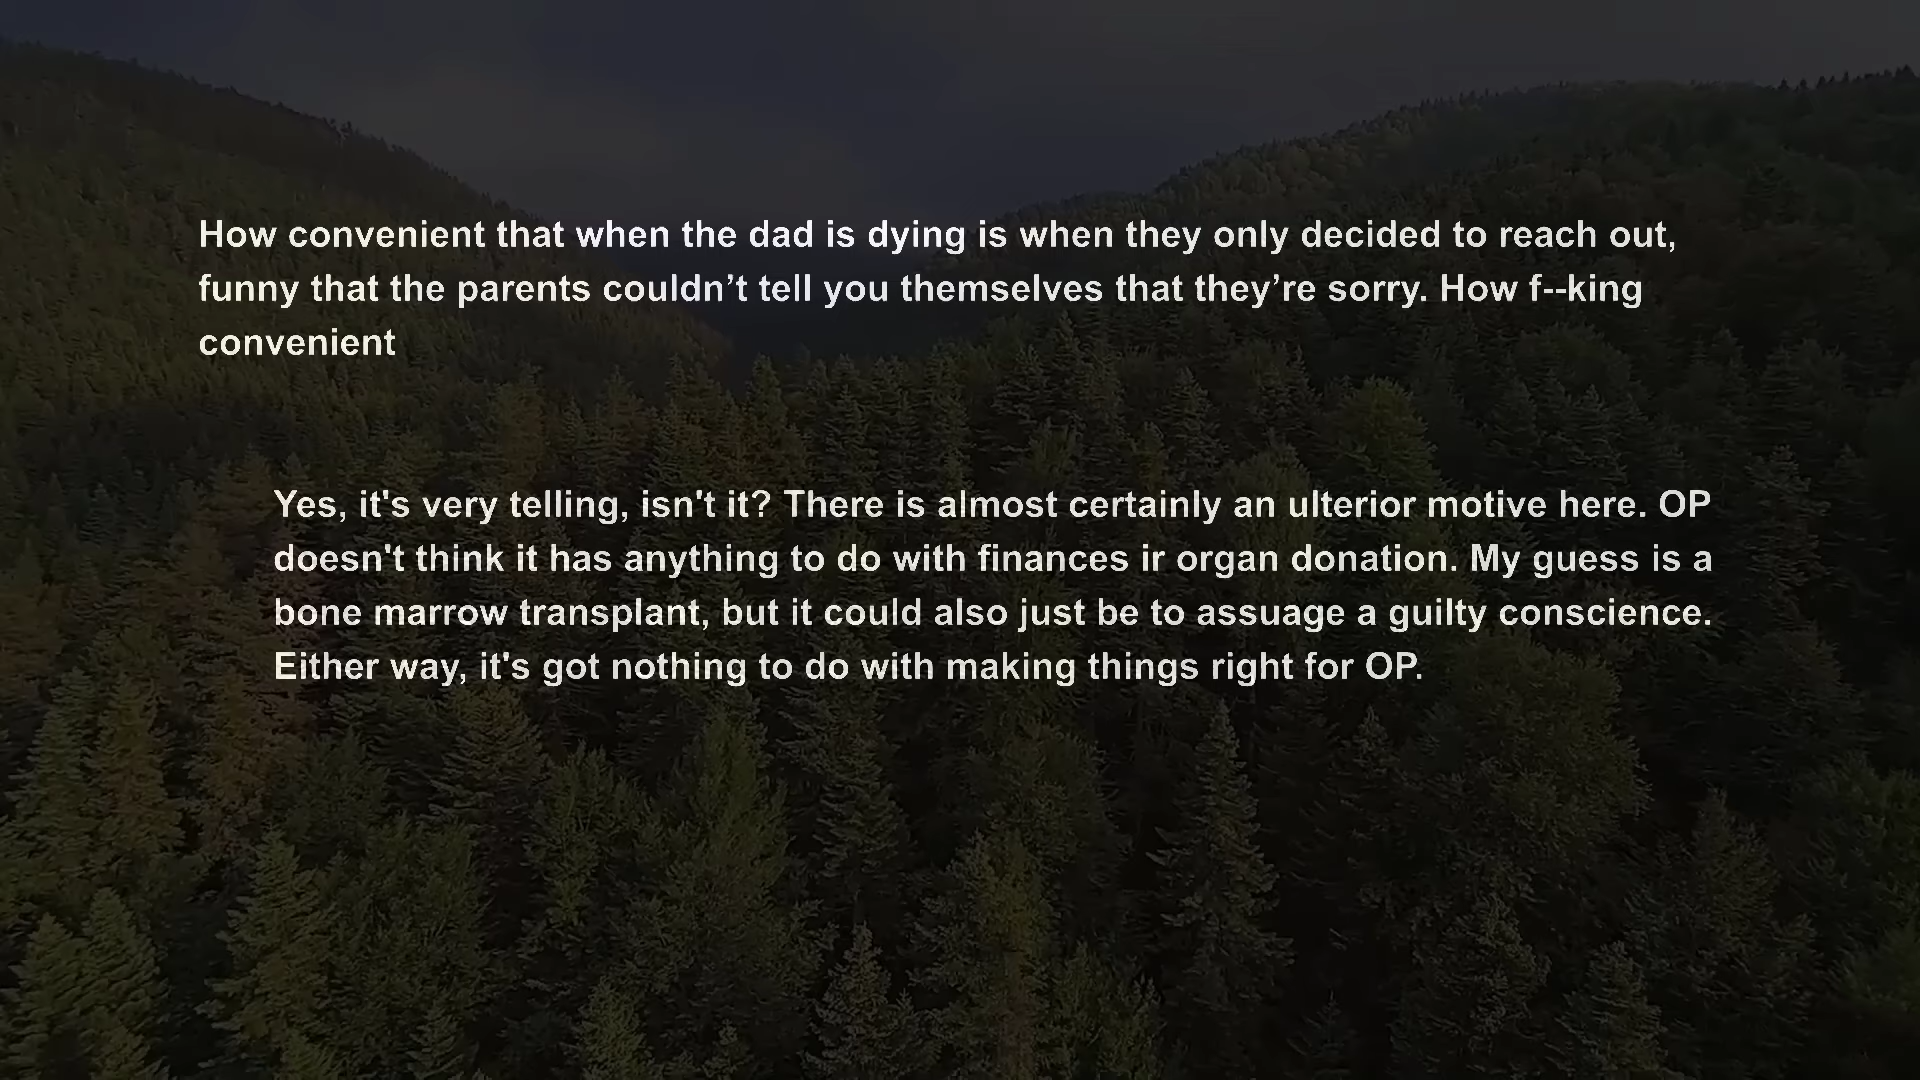 How convenient that when the dad is dying is when they only decided to reach out,
funny that the parents couldn’t tell you themselves that they’re sorry. How f--king
convenient
Yes, it's very telling, isn't it? There is almost certainly an ulterior motive here. OP
doesn't think it has anything to do with finances ir organ donation. My guess is a
bone marrow transplant, but it could also just be to assuage a guilty conscience.
Either way, it's got nothing to do with making things right for OP.